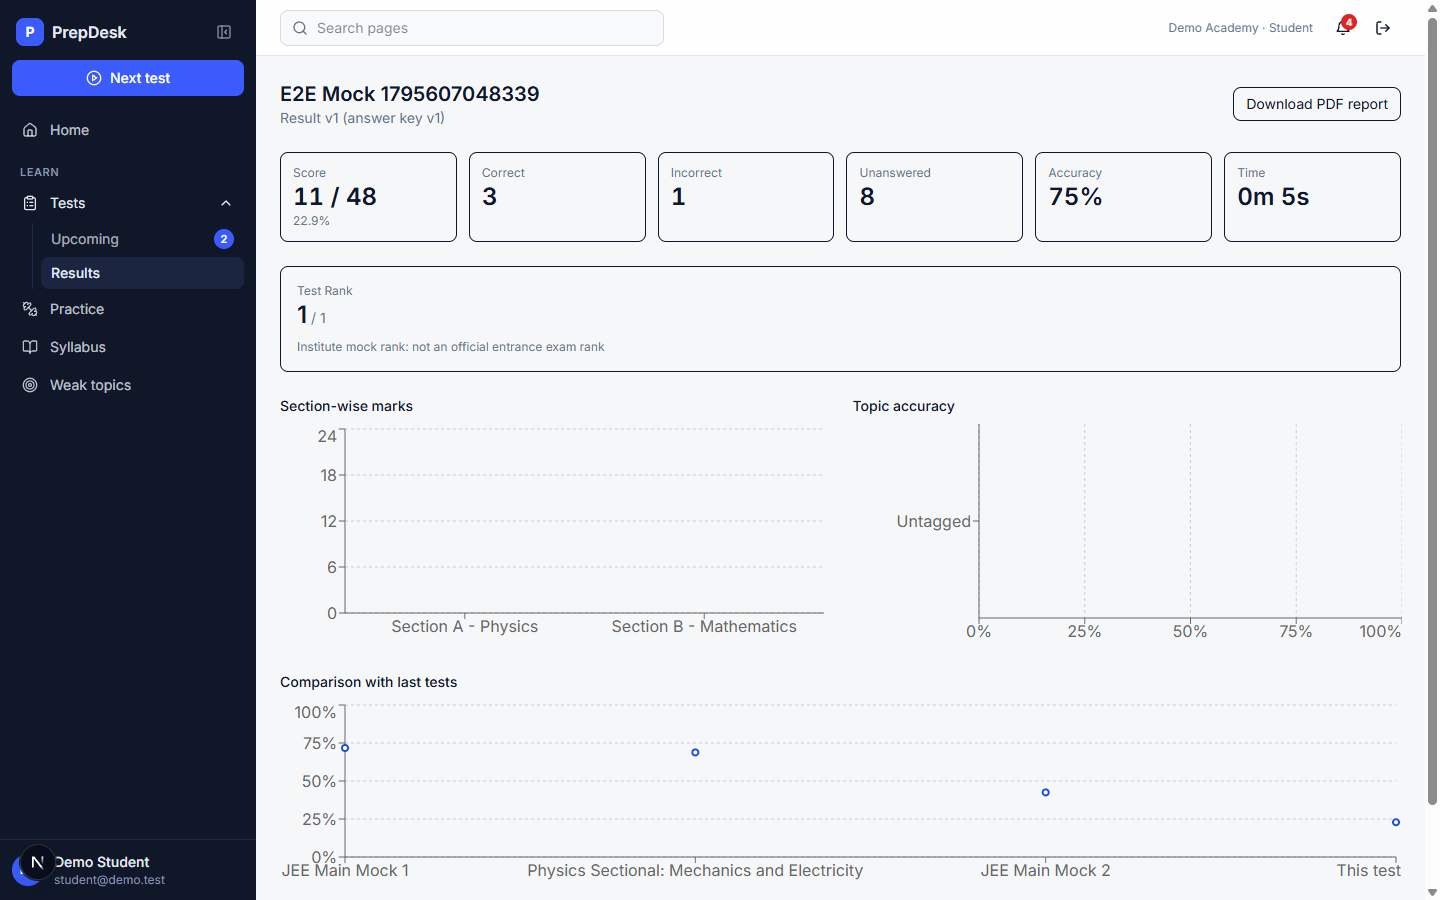 P PrepDesk
Next test
Home
LEARN
Tests
Upcoming 2
Results
Practice
Syllabus
Weak topics
N Demo Student
student@demo.test
Search pages
Demo Academy · Student 4
E2E Mock 1795607048339
Result v1 (answer key v1)
Download PDF report
Score
11 / 48
22.9%
Correct
3
Incorrect
1
Unanswered
8
Accuracy
75%
Time
0m 5s
Test Rank
1 / 1
Institute mock rank: not an official entrance exam rank
Section-wise marks
24
18
12
6
0
Section A - Physics Section B - Mathematics
Topic accuracy
Untagged
0% 25% 50% 75% 100%
Comparison with last tests
100%
75%
50%
25%
0%
JEE Main Mock 1 Physics Sectional: Mechanics and Electricity JEE Main Mock 2 This test